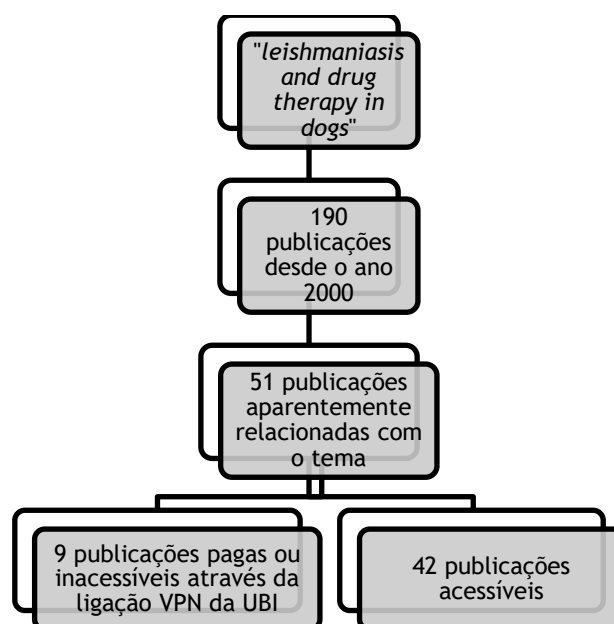 "leishmaniasis
and drug
therapy in
dogs"
190
publicações
desde o ano
2000
51 publicações
aparentemente
relacionadas com
o tema
9 publicações pagas ou
inacessíveis através da
ligação VPN da UBI
42 publicações
acessíveis